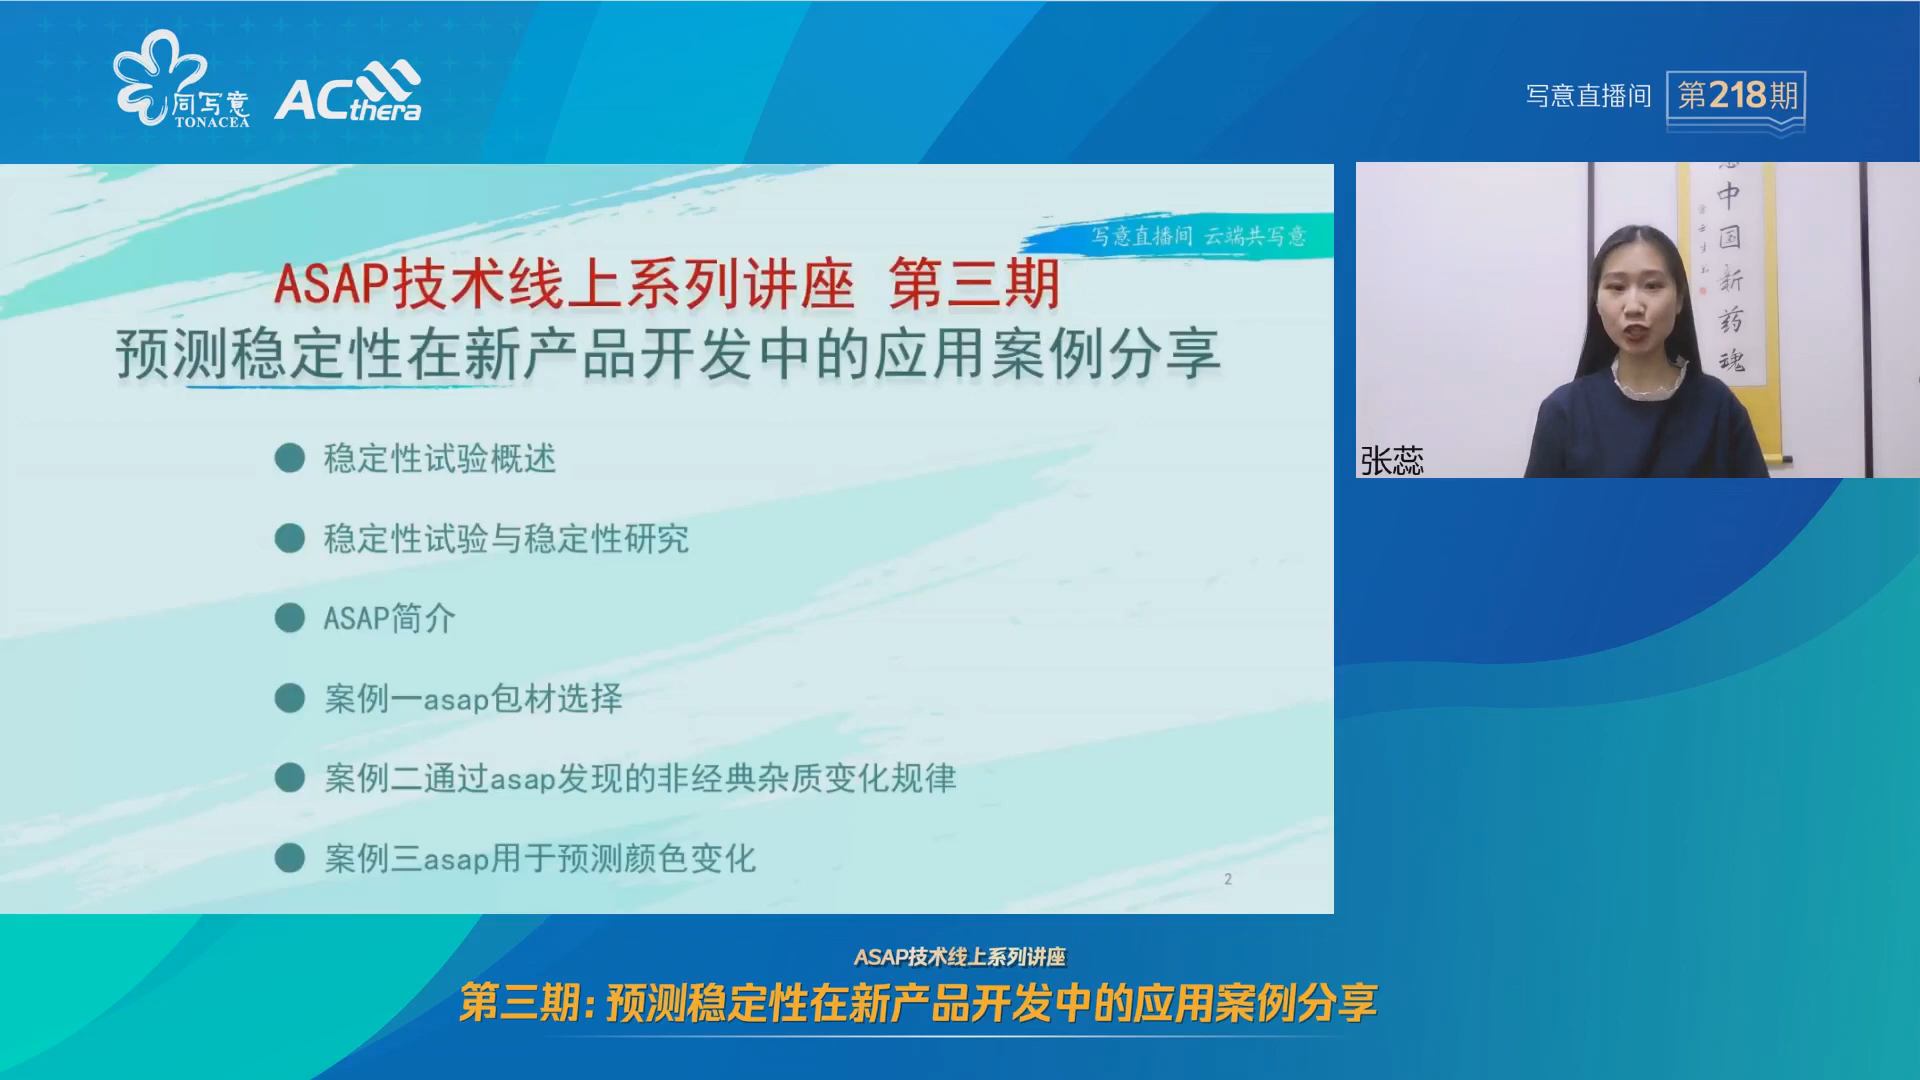 同写意
TONACEA
ACthera
写意直播间 第218期
写意直播间 云端共写意
ASAP技术线上系列讲座 第三期
预测稳定性在新产品开发中的应用案例分享
稳定性试验概述
稳定性试验与稳定性研究
ASAP简介
案例一asap包材选择
案例二通过asap发现的非经典杂质变化规律
案例三asap用于预测颜色变化
2
中国新药魂
张蕊
ASAP技术线上系列讲座
第三期：预测稳定性在新产品开发中的应用案例分享